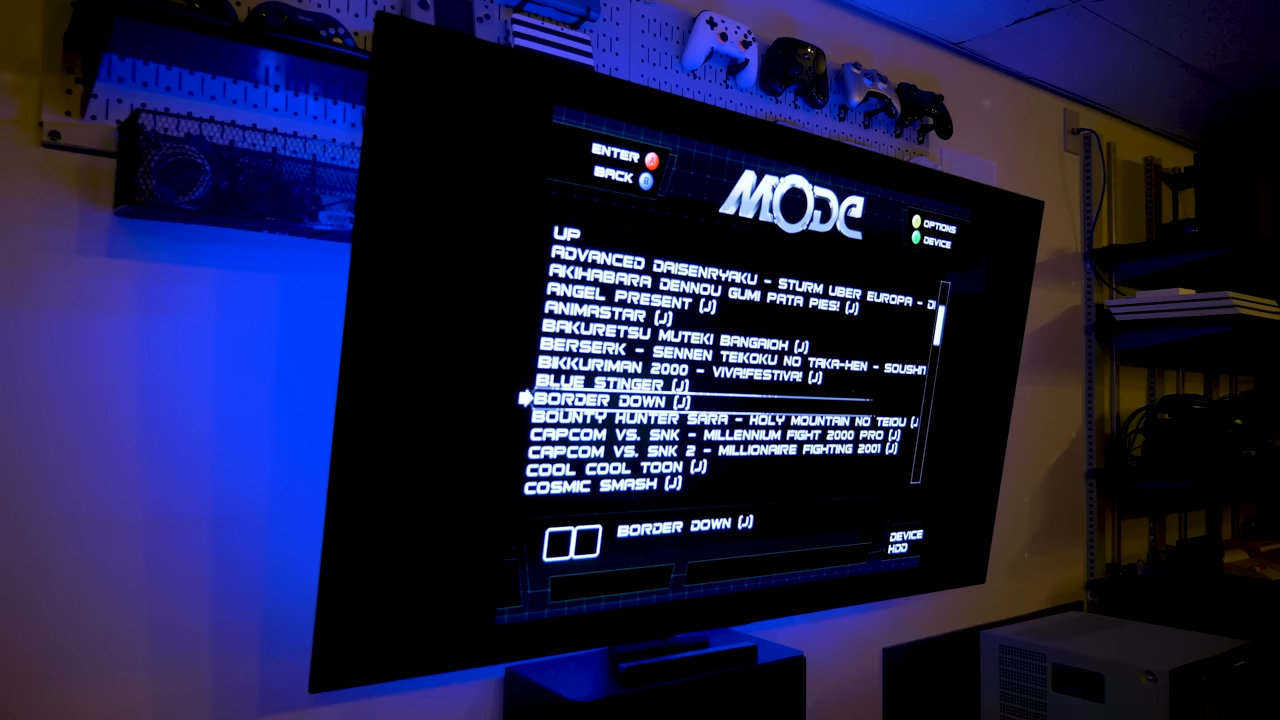 ENTER A
BACK B
MODE
OPTIONS
DEVICE
UP
ADVANCED DAISENRYAKU - STURM UBER EUROPA - D
AKIHABARA DENNOU GUMI PATA PIES! (J)
ANGEL PRESENT (J)
ANIMASTAR (J)
BAKURETSU MUTEKI BANGAIOH (J)
BERSERK - SENNEN TEIKOKU NO TAKA-HEN - SOUSHI
BIKKURIMAN 2000 - VIVA!FESTIVA! (J)
BLUE STINGER (J)
BORDER DOWN (J)
BOUNTY HUNTER SARA - HOLY MOUNTAIN NO TEIOU (J
CAPCOM VS. SNK - MILLENNIUM FIGHT 2000 PRO (J)
CAPCOM VS. SNK 2 - MILLIONAIRE FIGHTING 2001 (J)
COOL COOL TOON (J)
COSMIC SMASH (J)
BORDER DOWN (J)
DEVICE
HDD